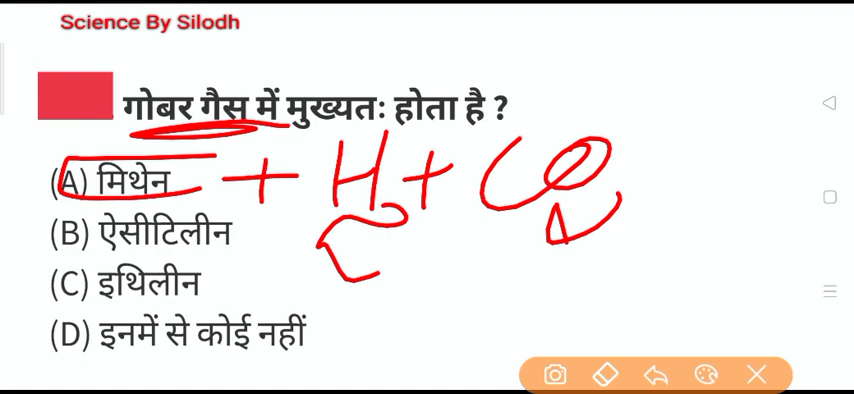 Science By Silodh
गोबर गैस में मुख्यतः होता है ?
(A) मिथेन + H2 + CO2
(B) ऐसीटिलीन
(C) इथिलीन
(D) इनमें से कोई नहीं